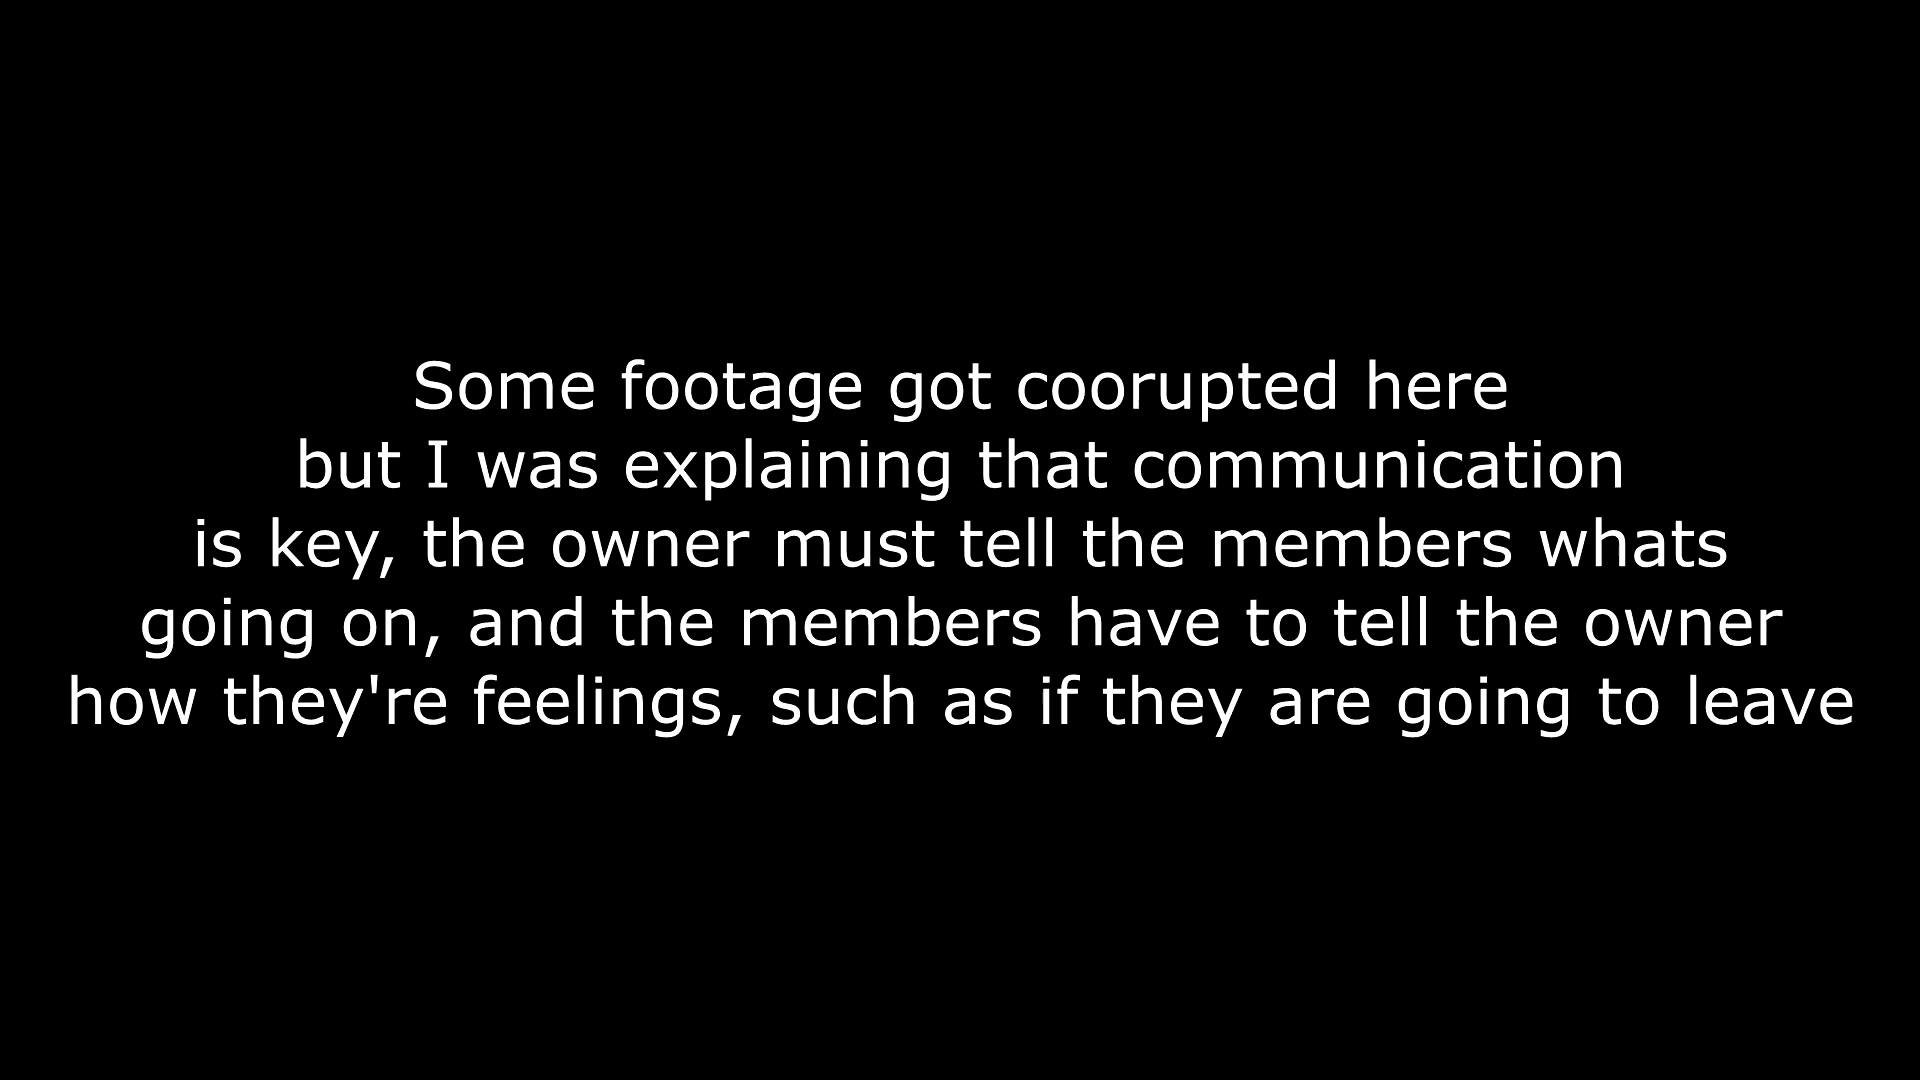 Some footage got coorupted here
but I was explaining that communication
is key, the owner must tell the members whats
going on, and the members have to tell the owner
how they're feelings, such as if they are going to leave